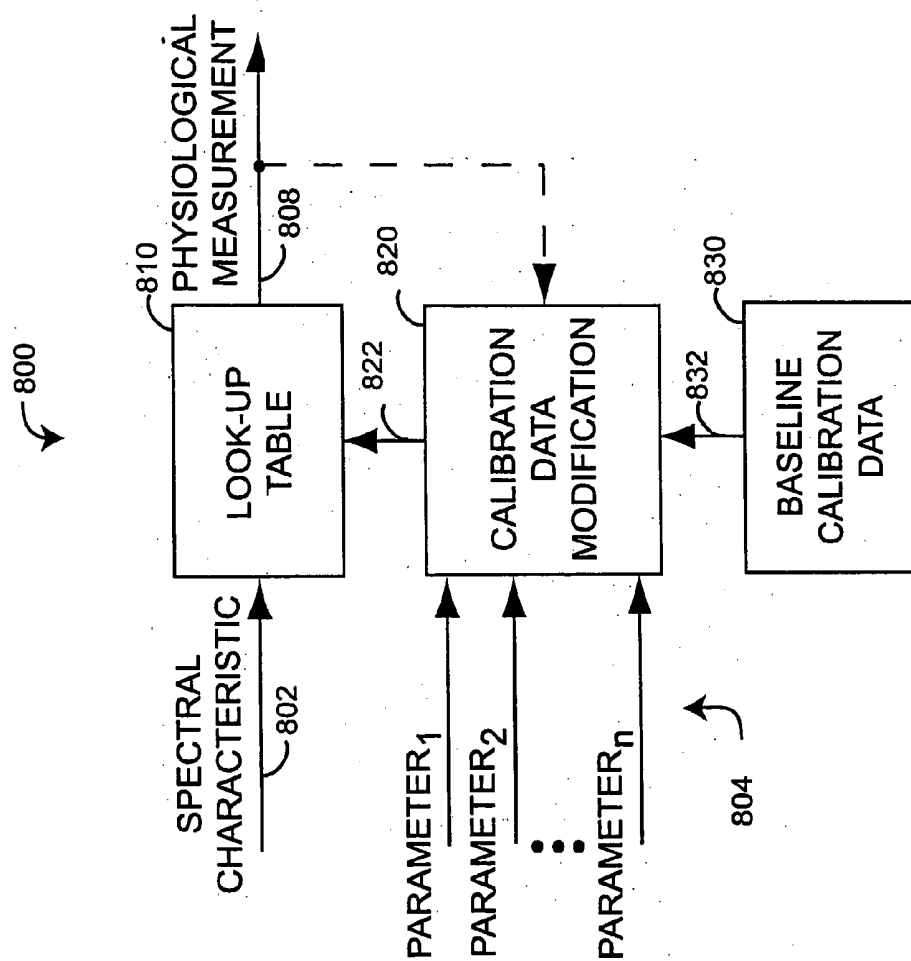 800
SPECTRAL
CHARACTERISTIC
802
LOOK-UP
TABLE
810
PHYSIOLOGICAL
MEASUREMENT
808
822
PARAMETER1
PARAMETER2
PARAMETERn
804
CALIBRATION
DATA
MODIFICATION
820
832
BASELINE
CALIBRATION
DATA
830